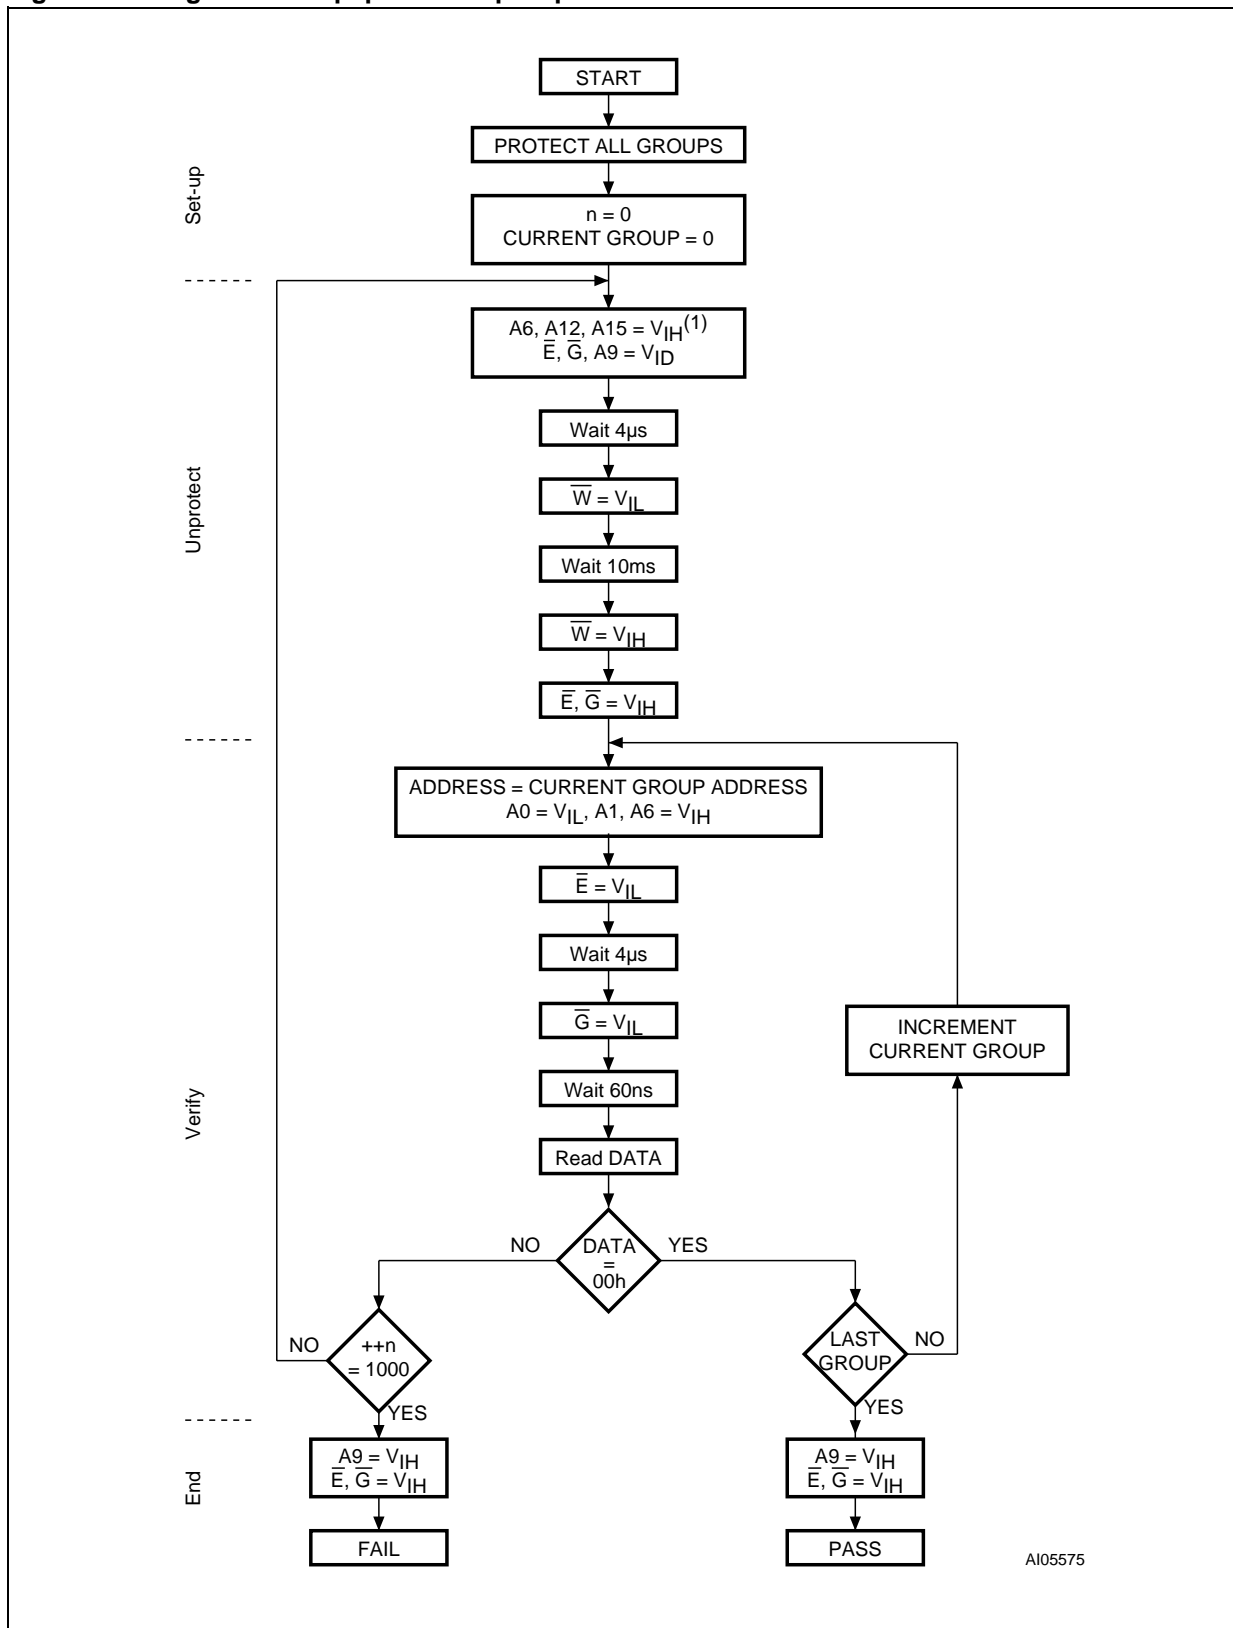 START
PROTECT ALL GROUPS
Set-up
n = 0
CURRENT GROUP = 0
A6, A12, A15 = VIH(1)
E̅, G̅, A9 = VID
Wait 4µs
Unprotect
W̅ = VIL
Wait 10ms
W̅ = VIH
E̅, G̅ = VIH
ADDRESS = CURRENT GROUP ADDRESS
A0 = VIL, A1, A6 = VIH
E̅ = VIL
Wait 4µs
G̅ = VIL
INCREMENT
CURRENT GROUP
Wait 60ns
Verify
Read DATA
NO
DATA
=
00h
YES
NO
++n
= 1000
LAST
GROUP
NO
YES
YES
End
A9 = VIH
E̅, G̅ = VIH
A9 = VIH
E̅, G̅ = VIH
FAIL
PASS
AI05575